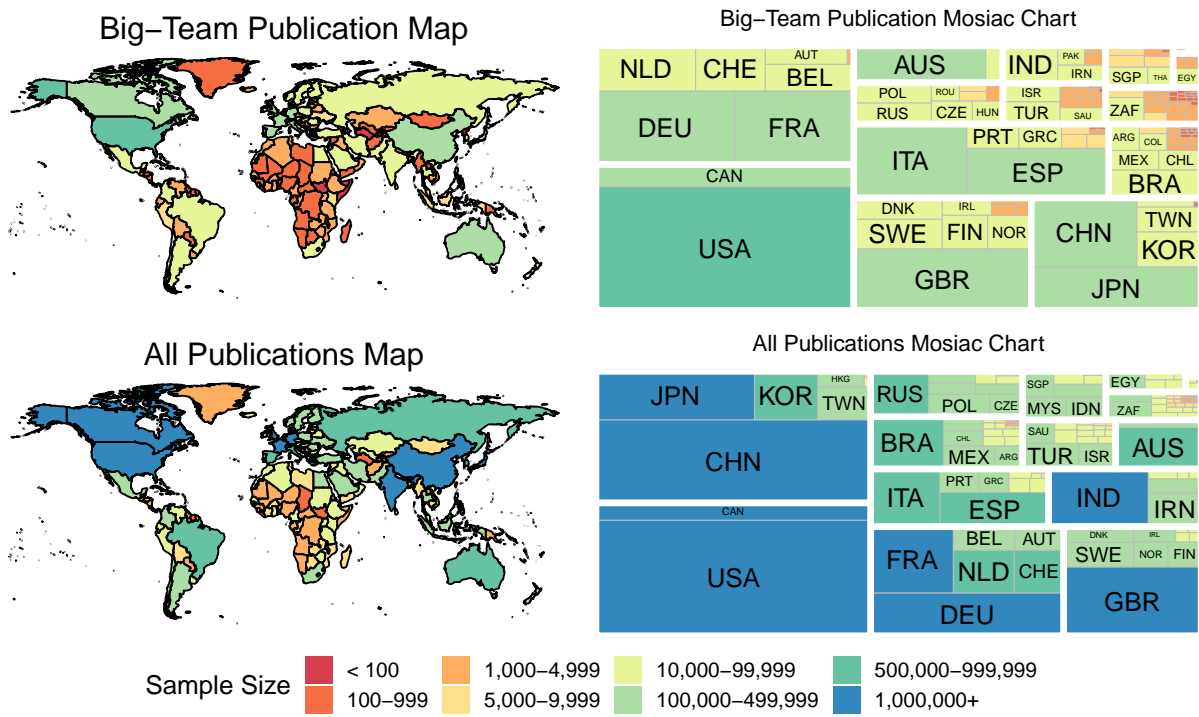 Big−Team Publication Map
Big−Team Publication Mosiac Chart
NLD
CHE
AUT
BEL
DEU
FRA
CAN
USA
AUS
POL
RUS
ROU
CZE
HUN
ITA
PRT
GRC
ESP
DNK
SWE
IRL
FIN
NOR
GBR
IND
PAK
IRN
SGP
THA
EGY
ISR
TUR
SAU
ZAF
ARG
COL
MEX
CHL
BRA
CHN
TWN
KOR
JPN
All Publications Map
All Publications Mosiac Chart
JPN
KOR
HKG
TWN
CHN
CAN
USA
RUS
POL
CZE
SGP
MYS
IDN
EGY
ZAF
BRA
CHL
MEX
ARG
SAU
TUR
ISR
AUS
ITA
PRT
GRC
ESP
IND
IRN
FRA
BEL
AUT
NLD
CHE
DEU
DNK
IRL
SWE
NOR
FIN
GBR
Sample Size
< 100
100−999
1,000−4,999
5,000−9,999
10,000−99,999
100,000−499,999
500,000−999,999
1,000,000+